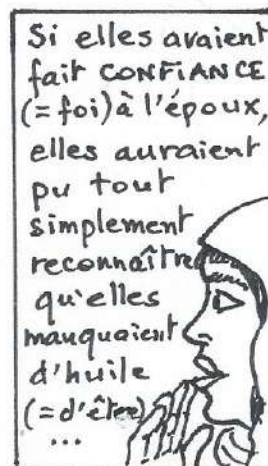 Si elles avaient
fait CONFIANCE
(=foi) à l'époux,
elles auraient
pu tout
simplement
reconnaître
qu'elles
manquaient
d'huile
(=d'être)
...